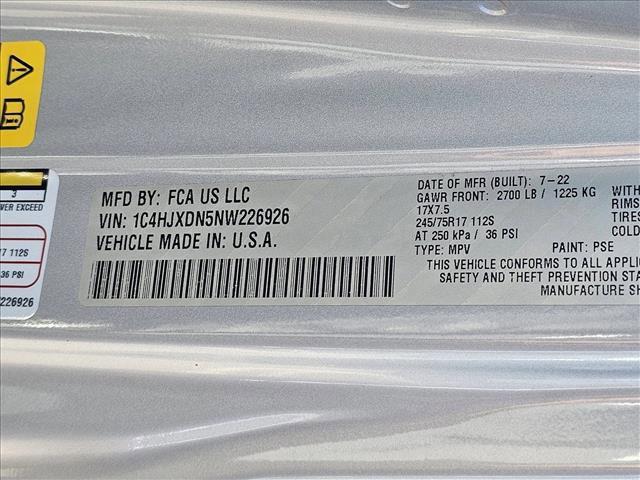 3
WER EXCEED
R17 112S
36 PSI
226926
MFD BY: FCA US LLC
VIN: 1C4HJXDN5NW226926
VEHICLE MADE IN: U.S.A.
DATE OF MFR (BUILT): 7-22
GAWR FRONT: 2700 LB / 1225 KG WITH
17X7.5 RIMS
245/75R17 112S TIRES
AT 250 kPa / 36 PSI COLD
TYPE: MPV PAINT: PSE
THIS VEHICLE CONFORMS TO ALL APPLICA
SAFETY AND THEFT PREVENTION STA
MANUFACTURE SH